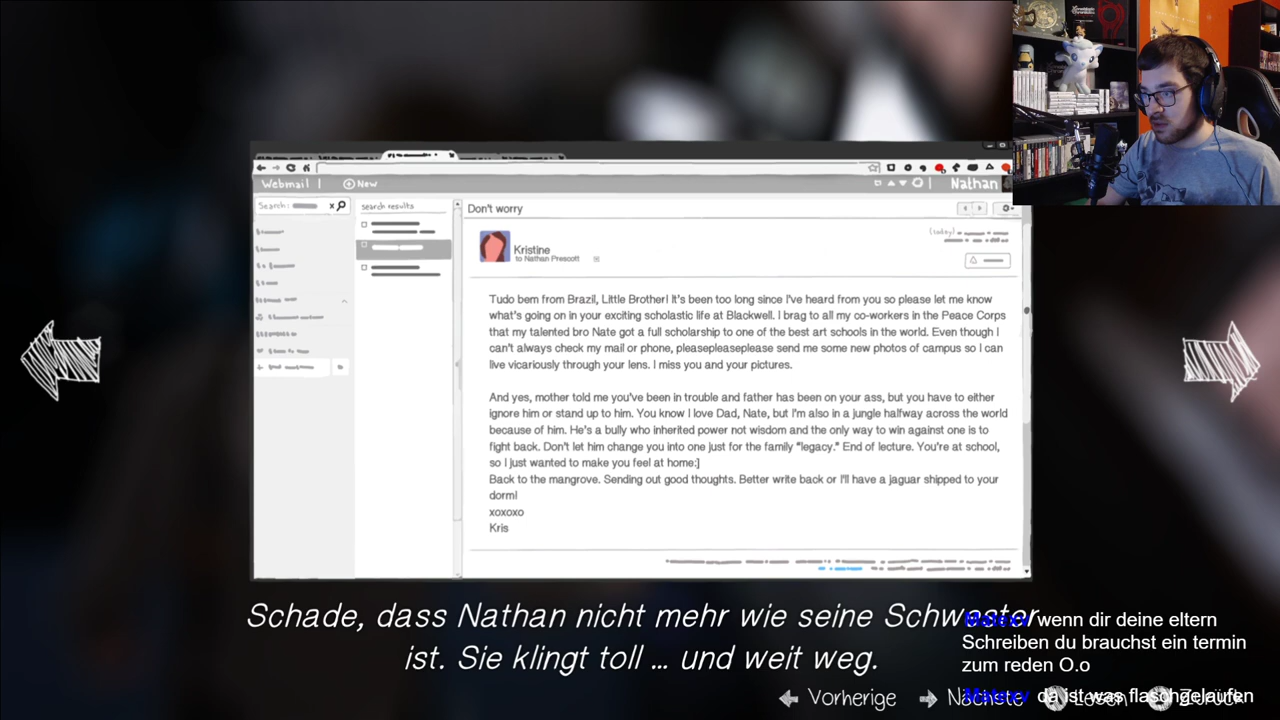 Webmail |
New
Nathan
Search:
x
search results
Don't worry
Kristine
to Nathan Prescott
(today)
Tudo bem from Brazil, Little Brother! It's been too long since I've heard from you so please let me know
what's going on in your exciting scholastic life at Blackwell. I brag to all my co-workers in the Peace Corps
that my talented bro Nate got a full scholarship to one of the best art schools in the world. Even though I
can't always check my mail or phone, pleasepleaseplease send me some new photos of campus so I can
live vicariously through your lens. I miss you and your pictures.
And yes, mother told me you've been in trouble and father has been on your ass, but you have to either
ignore him or stand up to him. You know I love Dad, Nate, but I'm also in a jungle halfway across the world
because of him. He's a bully who inherited power not wisdom and the only way to win against one is to
fight back. Don't let him change you into one just for the family "legacy." End of lecture. You're at school,
so I just wanted to make you feel at home:]
Back to the mangrove. Sending out good thoughts. Better write back or I'll have a jaguar shipped to your
dorm!
xoxoxo
Kris
Schade, dass Nathan nicht mehr wie seine Schwester
ist. Sie klingt toll ... und weit weg.
Matexv wenn dir deine eltern
Schreiben du brauchst ein termin
zum reden O.o
Matexv da ist was flaschgelaufen
Vorherige
Nächste
Lesen
Zurück